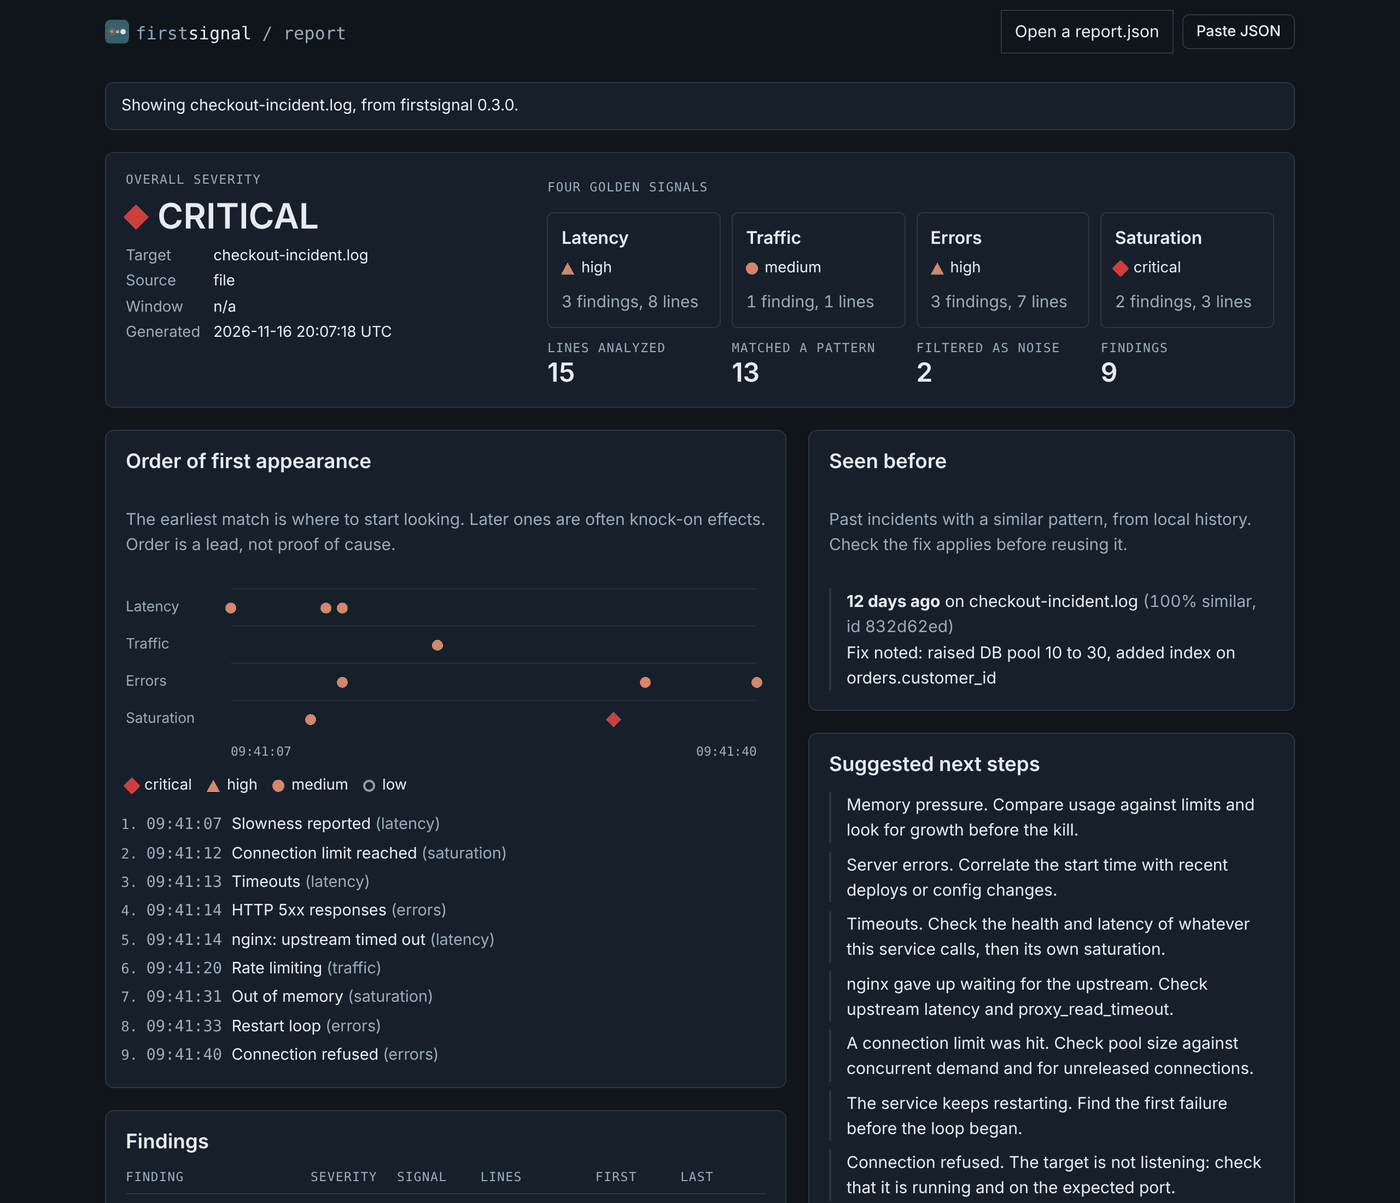 firstsignal / report
Open a report.json
Paste JSON
Showing checkout-incident.log, from firstsignal 0.3.0.
OVERALL SEVERITY
CRITICAL
Target checkout-incident.log
Source file
Window n/a
Generated 2026-11-16 20:07:18 UTC
FOUR GOLDEN SIGNALS
Latency
high
3 findings, 8 lines
Traffic
medium
1 finding, 1 lines
Errors
high
3 findings, 7 lines
Saturation
critical
2 findings, 3 lines
LINES ANALYZED
15
MATCHED A PATTERN
13
FILTERED AS NOISE
2
FINDINGS
9
Order of first appearance
The earliest match is where to start looking. Later ones are often knock-on effects.
Order is a lead, not proof of cause.
Latency
Traffic
Errors
Saturation
09:41:07 09:41:40
critical high medium low
1. 09:41:07 Slowness reported (latency)
2. 09:41:12 Connection limit reached (saturation)
3. 09:41:13 Timeouts (latency)
4. 09:41:14 HTTP 5xx responses (errors)
5. 09:41:14 nginx: upstream timed out (latency)
6. 09:41:20 Rate limiting (traffic)
7. 09:41:31 Out of memory (saturation)
8. 09:41:33 Restart loop (errors)
9. 09:41:40 Connection refused (errors)
Findings
FINDING SEVERITY SIGNAL LINES FIRST LAST
Seen before
Past incidents with a similar pattern, from local history.
Check the fix applies before reusing it.
12 days ago on checkout-incident.log (100% similar,
id 832d62ed)
Fix noted: raised DB pool 10 to 30, added index on
orders.customer_id
Suggested next steps
Memory pressure. Compare usage against limits and
look for growth before the kill.
Server errors. Correlate the start time with recent
deploys or config changes.
Timeouts. Check the health and latency of whatever
this service calls, then its own saturation.
nginx gave up waiting for the upstream. Check
upstream latency and proxy_read_timeout.
A connection limit was hit. Check pool size against
concurrent demand and for unreleased connections.
The service keeps restarting. Find the first failure
before the loop began.
Connection refused. The target is not listening: check
that it is running and on the expected port.